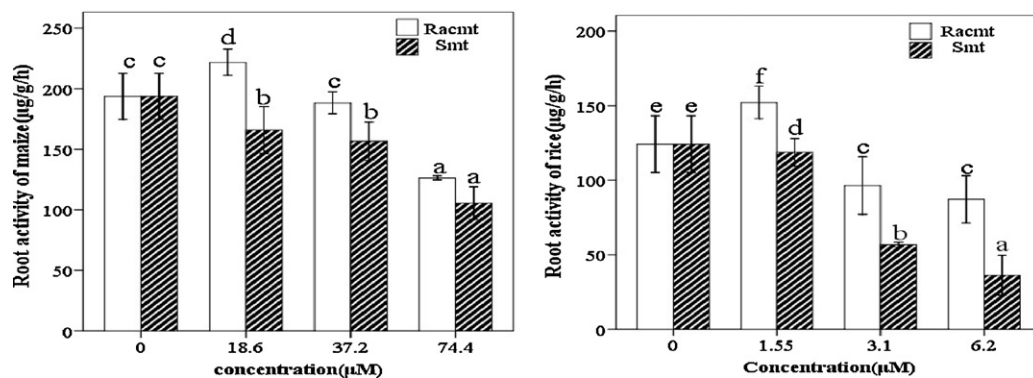 250
200
150
100
50
0
Root activity of maize(µg/g/h)
Racmt
Smt
c c d b c b a a
0 18.6 37.2 74.4
concentration(µM)
200
150
100
50
0
Root activity of rice(µg/g/h)
Racmt
Smt
e e f d c b c a
0 1.55 3.1 6.2
Concentration(µM)